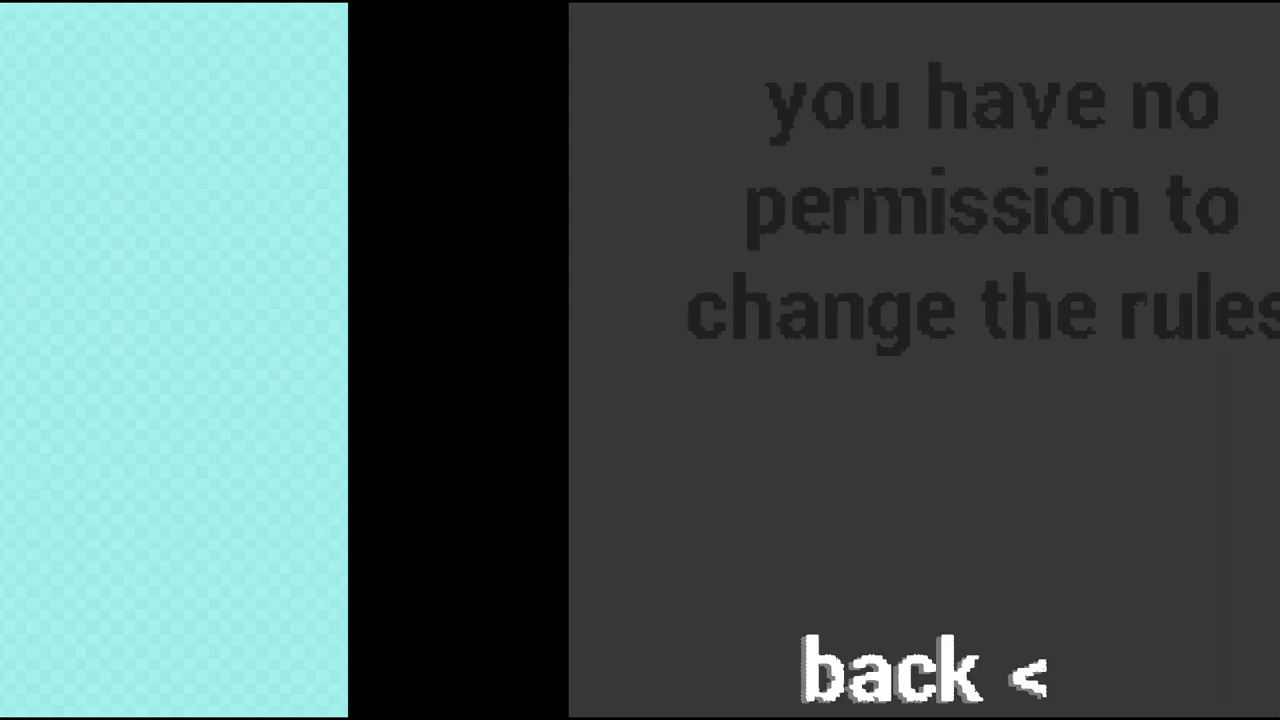 you have no
permission to
change the rules
back <